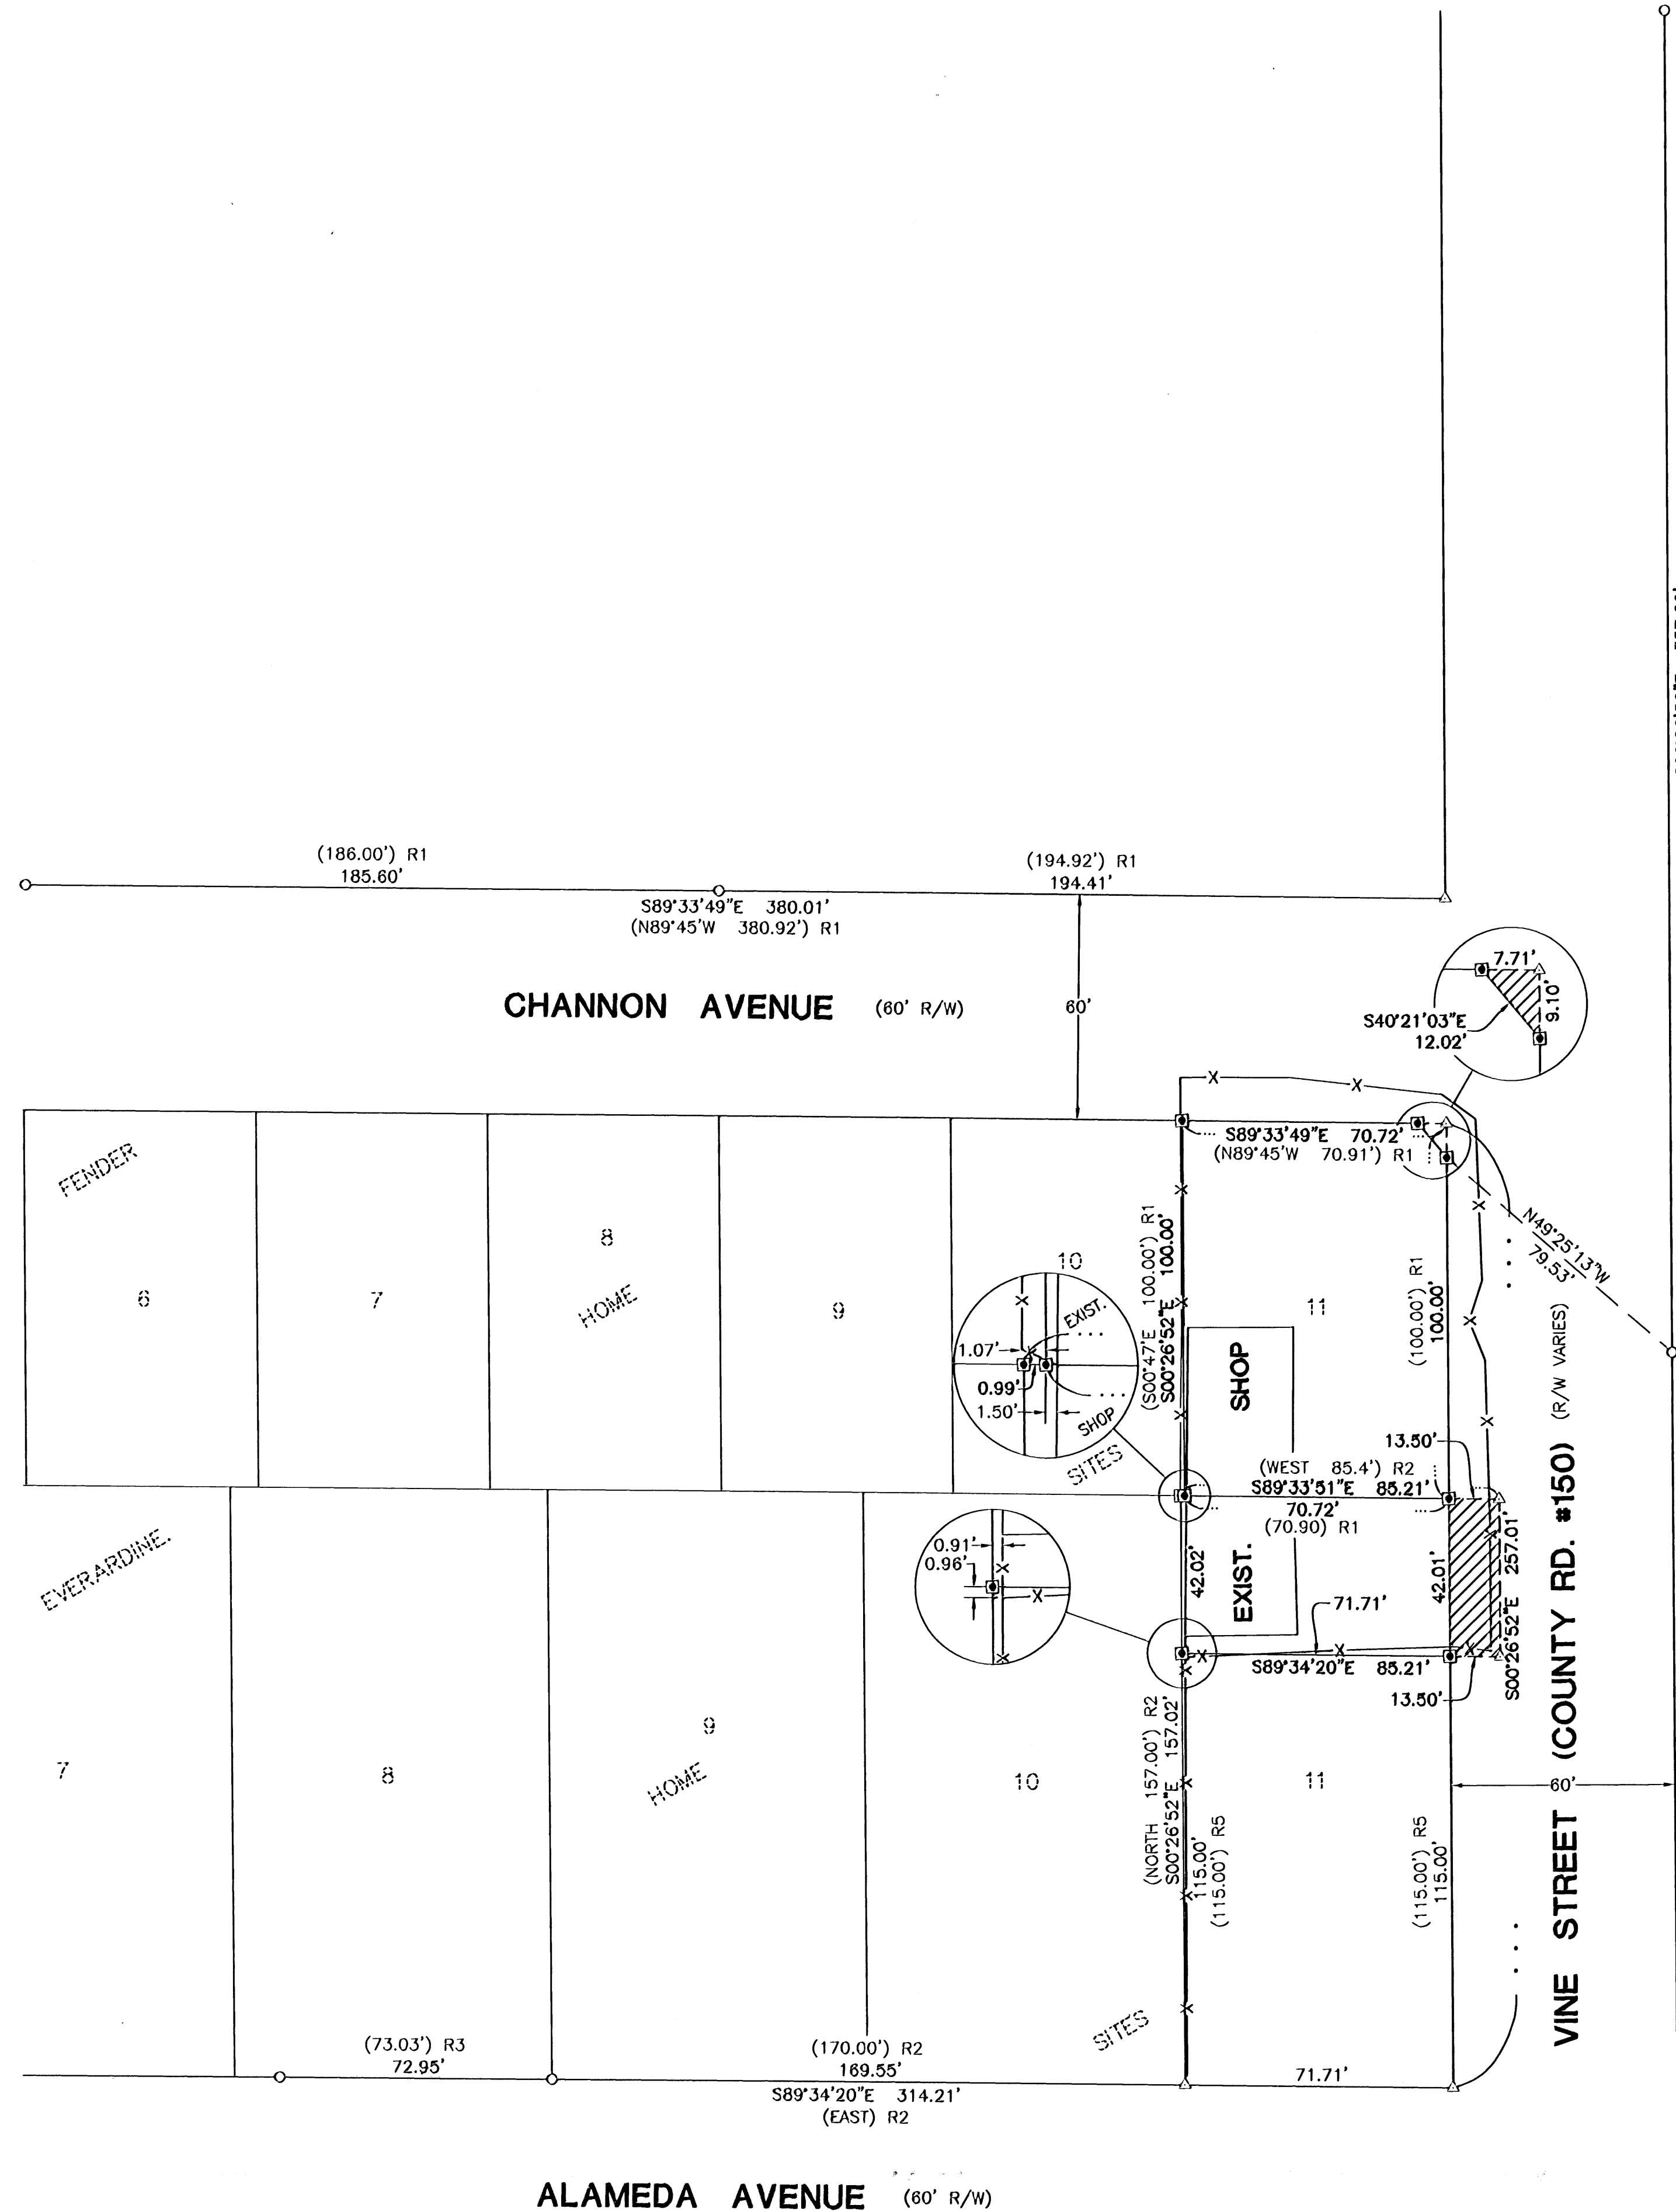 (186.00') R1
185.60'
(194.92') R1
194.41'
S89°33'49"E 380.01'
(N89°45'W 380.92') R1
CHANNON AVENUE (60' R/W)
60'
7.71'
9.10'
S40°21'03"E
12.02'
FENDER
S89°33'49"E 70.72'
(N89°45'W 70.91') R1
N49°25'13"W
79.53'
6
7
8
HOME
9
10
11
(S00°47'E 100.00') R1
S00°26'52"E 100.00'
(100.00') R1
100.00'
EXIST.
1.07'
0.99'
1.50'
SHOP
SITES
SHOP
EXIST.
13.50'
(WEST 85.4') R2
S89°33'51"E 85.21'
70.72'
(70.90) R1
EVERARDINE.
0.91'
0.96'
42.02'
42.01'
S00°26'52"E 257.01'
71.71'
S89°34'20"E 85.21'
13.50'
VINE STREET (COUNTY RD. #150) (R/W VARIES)
7
8
9
HOME
10
11
60'
(NORTH 157.00') R2
S00°26'52"E 157.02'
115.00'
(115.00') R5
(115.00') R5
115.00'
SITES
(73.03') R3
72.95'
(170.00') R2
169.55'
71.71'
S89°34'20"E 314.21'
(EAST) R2
ALAMEDA AVENUE (60' R/W)